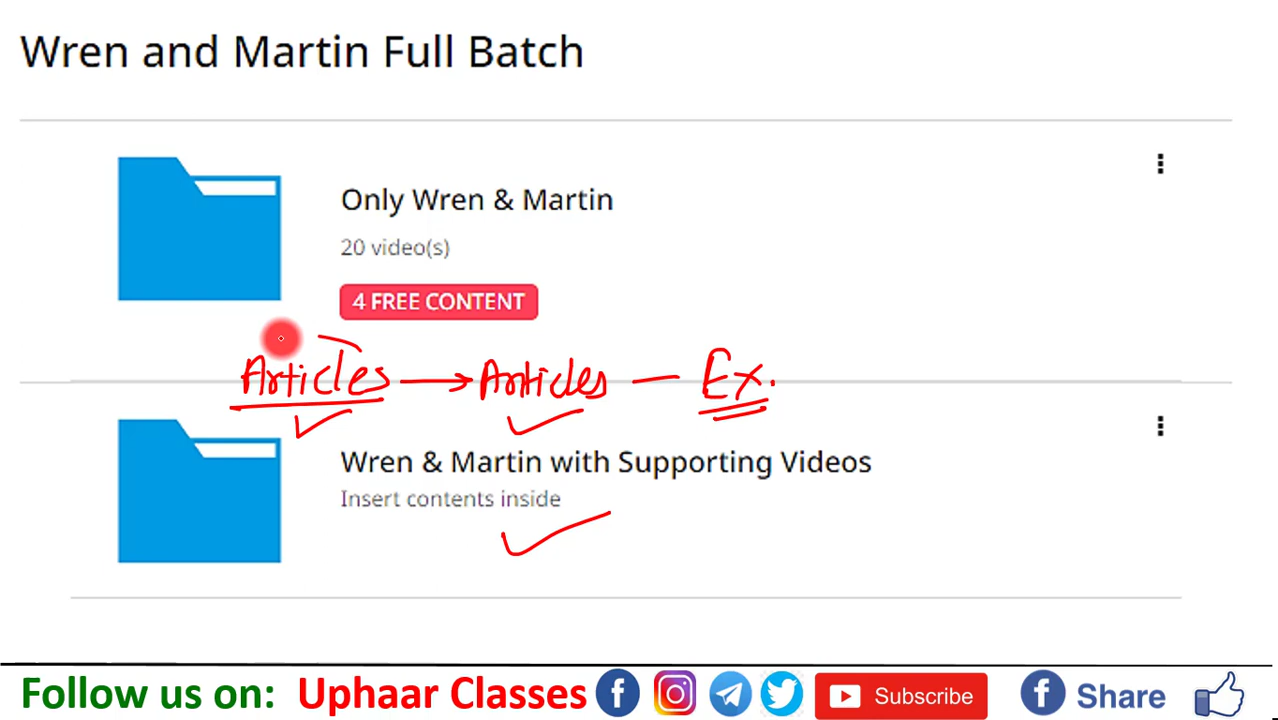 Wren and Martin Full Batch
Only Wren & Martin
20 video(s)
4 FREE CONTENT
Articles → Articles — Ex.
Wren & Martin with Supporting Videos
Insert contents inside
Follow us on: Uphaar Classes Subscribe Share